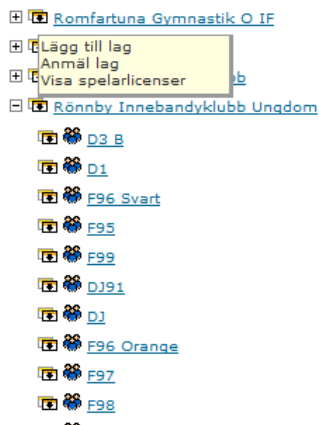 Romfartuna Gymnastik O IF
Lägg till lag
Anmäl lag
Visa spelarlicenser
Rönnby Innebandyklubb Ungdom
D3 B
D1
F96 Svart
F95
F99
DJ91
DJ
F96 Orange
F97
F98